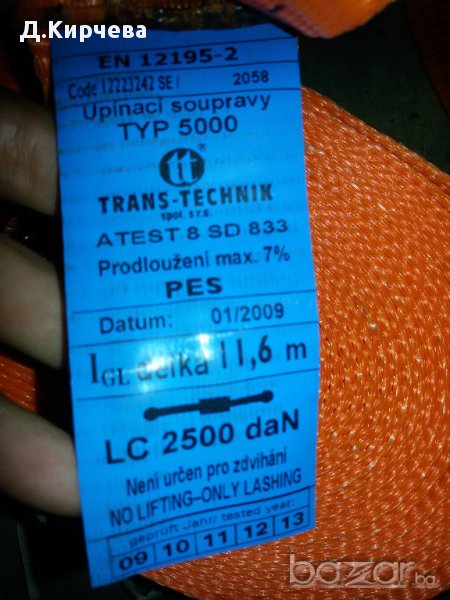 Д.Кирчева
EN 12195-2
Code 17223242 SE / 2058
Upínací soupravy
TYP 5000
tt ®
TRANS-TECHNIK
spol. s r.o.
ATEST 8 SD 833
Prodloužení max. 7%
PES
Datum: 01/2009
lGL délka 11,6 m
LC 2500 daN
Není určen pro zdvihání
NO LIFTING-ONLY LASHING
geprüft Jahr/ tested year:
09 10 11 12 13
bazar.bg